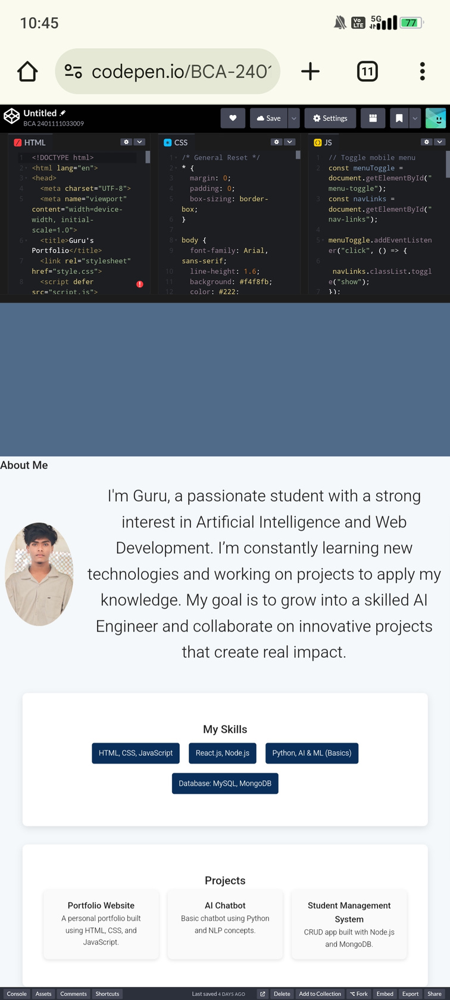 10:45
Vo LTE
5G
77
codepen.io/BCA-240
11
Untitled
BCA 2401111033009
Save
Settings
HTML
1 <!DOCTYPE html>
2 <html lang="en">
3 <head>
4 <meta charset="UTF-8">
5 <meta name="viewport"
content="width=device-
width, initial-
scale=1.0">
6 <title>Guru's
Portfolio</title>
7 <link rel="stylesheet"
href="style.css">
8 <script defer
src="script.js">
CSS
1 /* General Reset */
2 * {
3 margin: 0;
4 padding: 0;
5 box-sizing: border-
box;
6 }
7
8 body {
9 font-family: Arial,
sans-serif;
10 line-height: 1.6;
11 background: #f4f8fb;
12 color: #222;
JS
1 // Toggle mobile menu
2 const menuToggle =
document.getElementById("
menu-toggle");
3 const navLinks =
document.getElementById("
nav-links");
4
5 menuToggle.addEventListen
er("click", () => {
6
navLinks.classList.toggl
e("show");
7 });
About Me
I'm Guru, a passionate student with a strong
interest in Artificial Intelligence and Web
Development. I’m constantly learning new
technologies and working on projects to apply my
knowledge. My goal is to grow into a skilled AI
Engineer and collaborate on innovative projects
that create real impact.
My Skills
HTML, CSS, JavaScript
React.js, Node.js
Python, AI & ML (Basics)
Database: MySQL, MongoDB
Projects
Portfolio Website
A personal portfolio built
using HTML, CSS, and
JavaScript.
AI Chatbot
Basic chatbot using Python
and NLP concepts.
Student Management
System
CRUD app built with Node.js
and MongoDB.
Console
Assets
Comments
Shortcuts
Last saved 4 DAYS AGO
Delete
Add to Collection
Fork
Embed
Export
Share